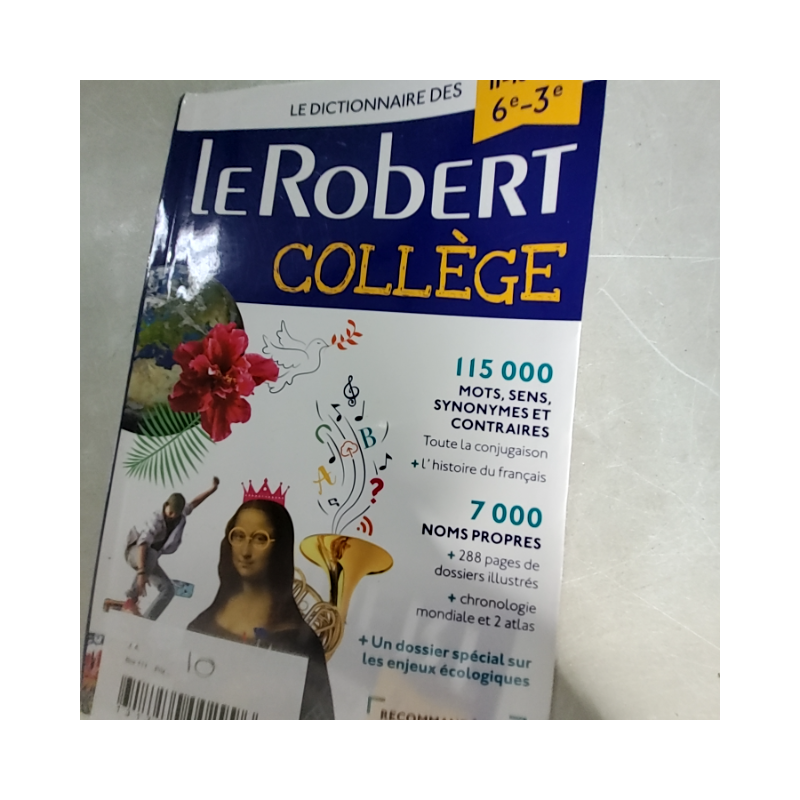 LE DICTIONNAIRE DES
6e-3e
LE ROBERT
COLLÈGE
115 000
MOTS, SENS,
SYNONYMES ET
CONTRAIRES
Toute la conjugaison
+ l'histoire du français
7 000
NOMS PROPRES
+ 288 pages de
dossiers illustrés
+ chronologie
mondiale et 2 atlas
+ Un dossier spécial sur
les enjeux écologiques
10